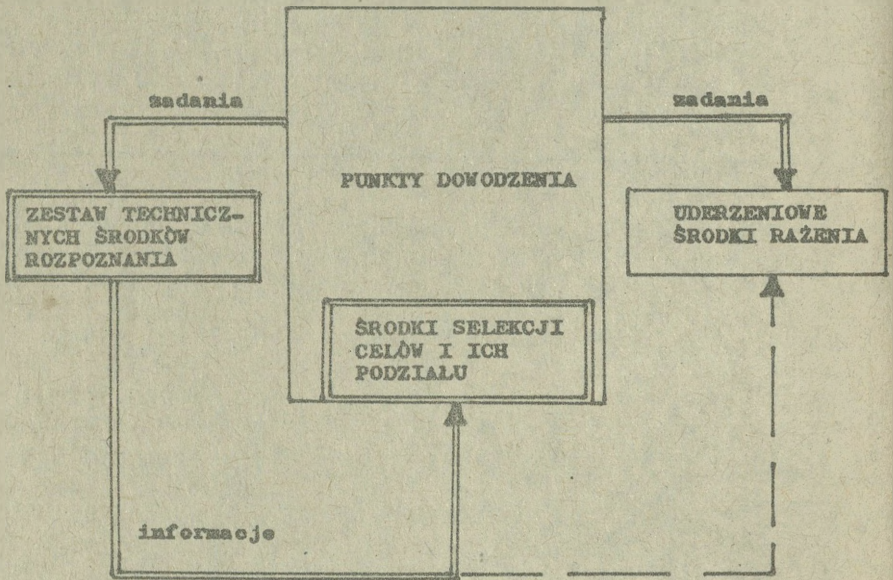 zadania
zadania
PUNKTY DOWODZENIA
ZESTAW TECHNICZ-
NYCH ŚRODKÓW
ROZPOZNANIA
UDERZENIOWE
ŚRODKI RAŻENIA
ŚRODKI SELEKCJI
CELÓW I ICH
PODZIAŁU
informacje